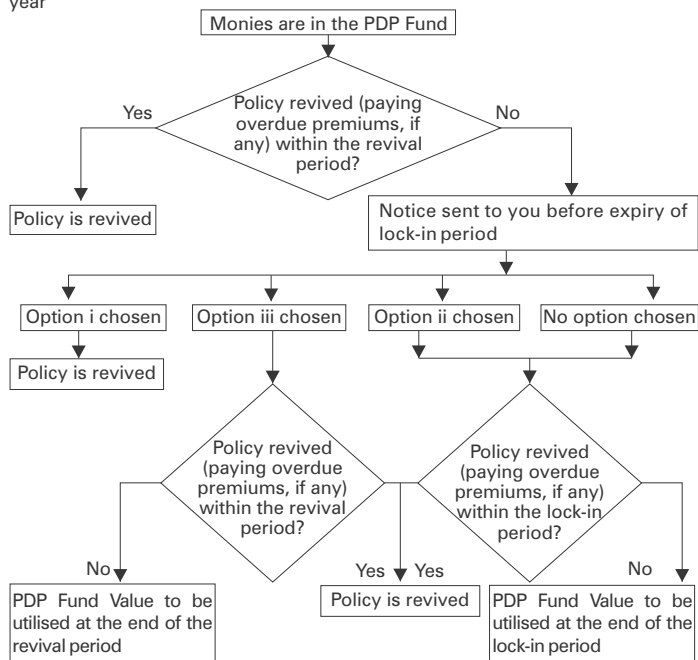 year
Monies are in the PDP Fund
Policy revived (paying
overdue premiums, if
any) within the revival
period?
Yes
No
Policy is revived
Notice sent to you before expiry of
lock-in period
Option i chosen
Option iii chosen
Option ii chosen
No option chosen
Policy is revived
Policy revived
(paying overdue
premiums, if any)
within the revival
period?
Policy revived
(paying overdue
premiums, if any)
within the lock-in
period?
No
Yes
Yes
No
PDP Fund Value to be
utilised at the end of the
revival period
Policy is revived
PDP Fund Value to be
utilised at the end of the
lock-in period